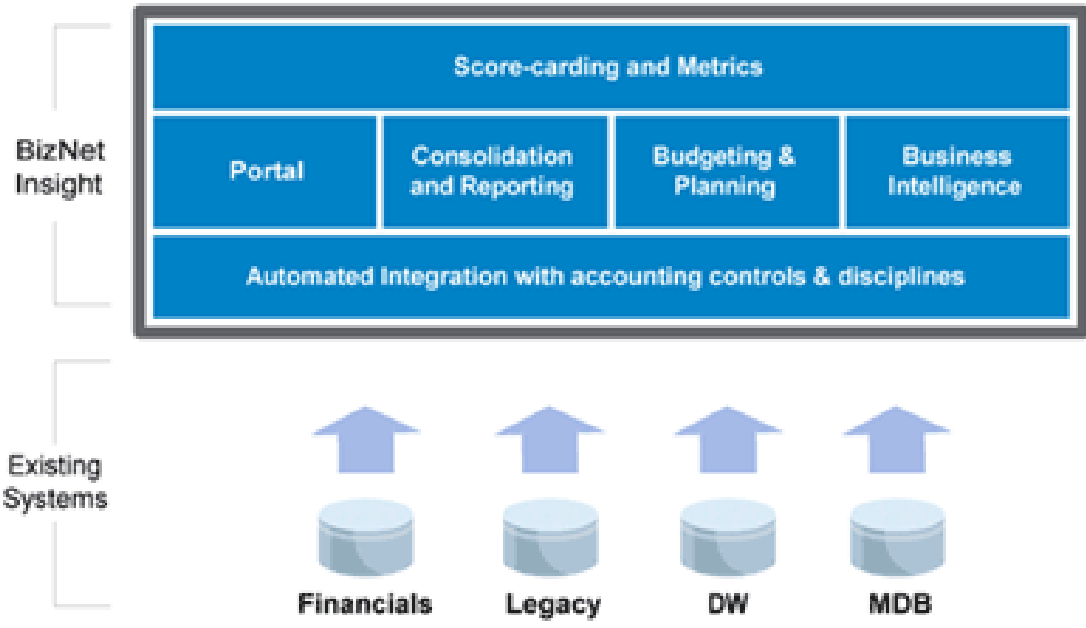 Score-carding and Metrics
BizNet
Insight
Portal
Consolidation
and Reporting
Budgeting &
Planning
Business
Intelligence
Automated Integration with accounting controls & disciplines
Existing
Systems
Financials
Legacy
DW
MDB